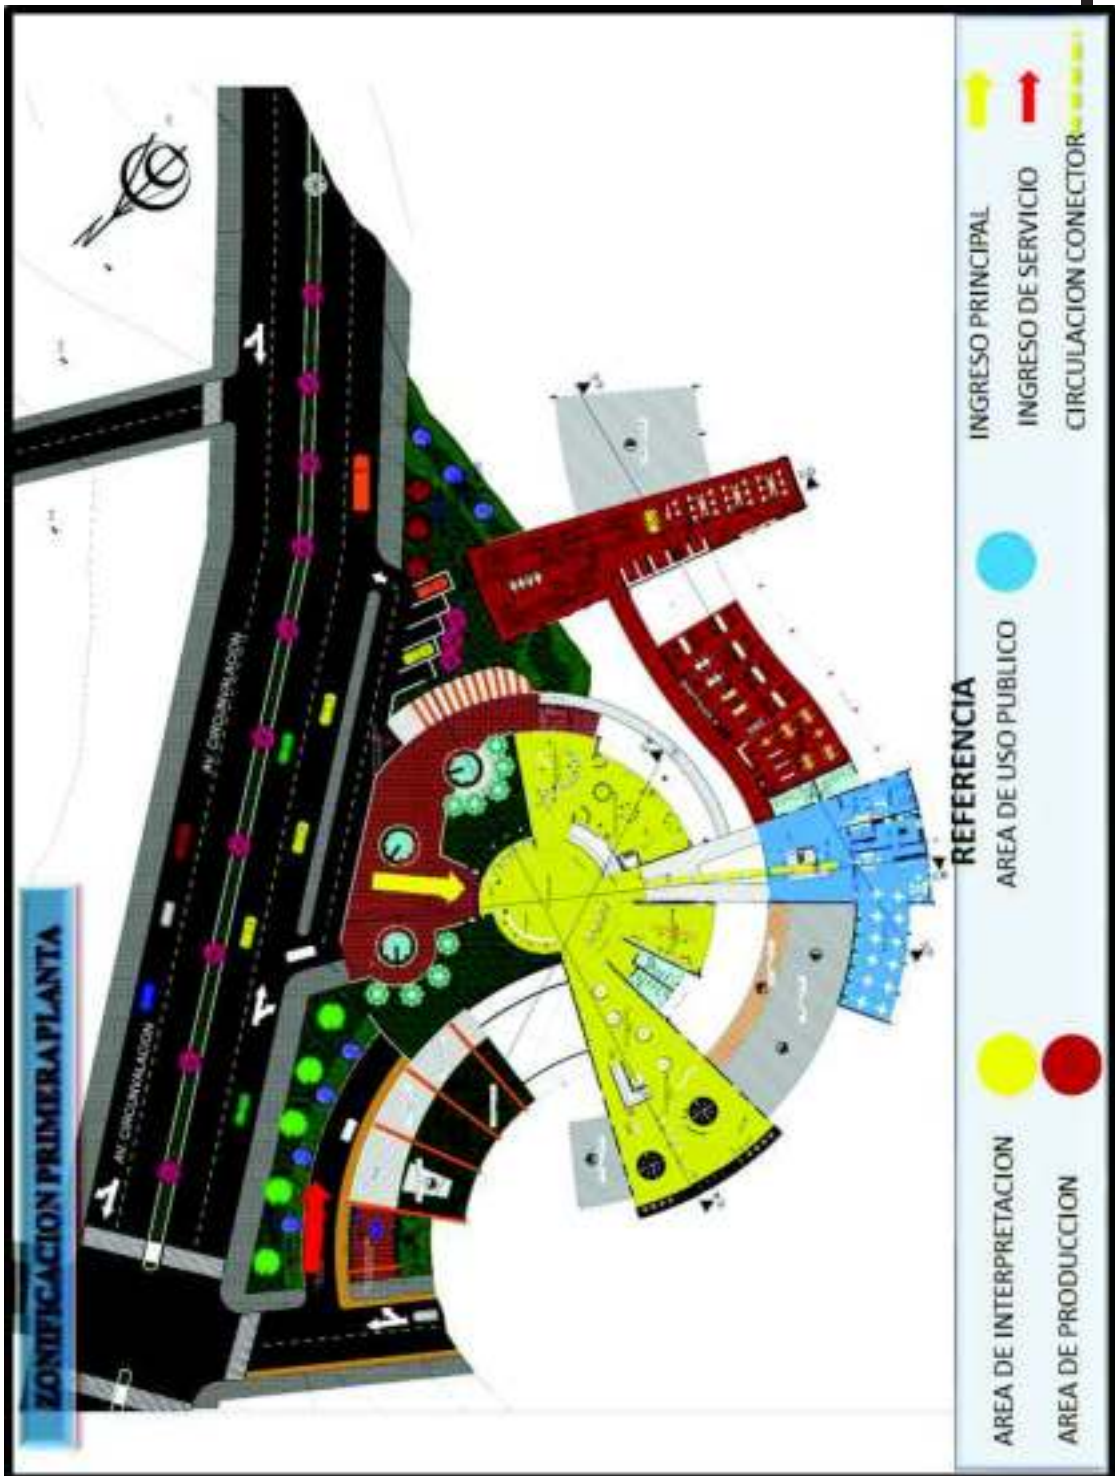 ZONIFICACION PRIMERA PLANTA
AV. CIRCUNVALACION
AV. CIRCUNVALACION
N
REFERENCIA
AREA DE INTERPRETACION
AREA DE PRODUCCION
AREA DE USO PUBLICO
INGRESO PRINCIPAL
INGRESO DE SERVICIO
CIRCULACION CONECTOR